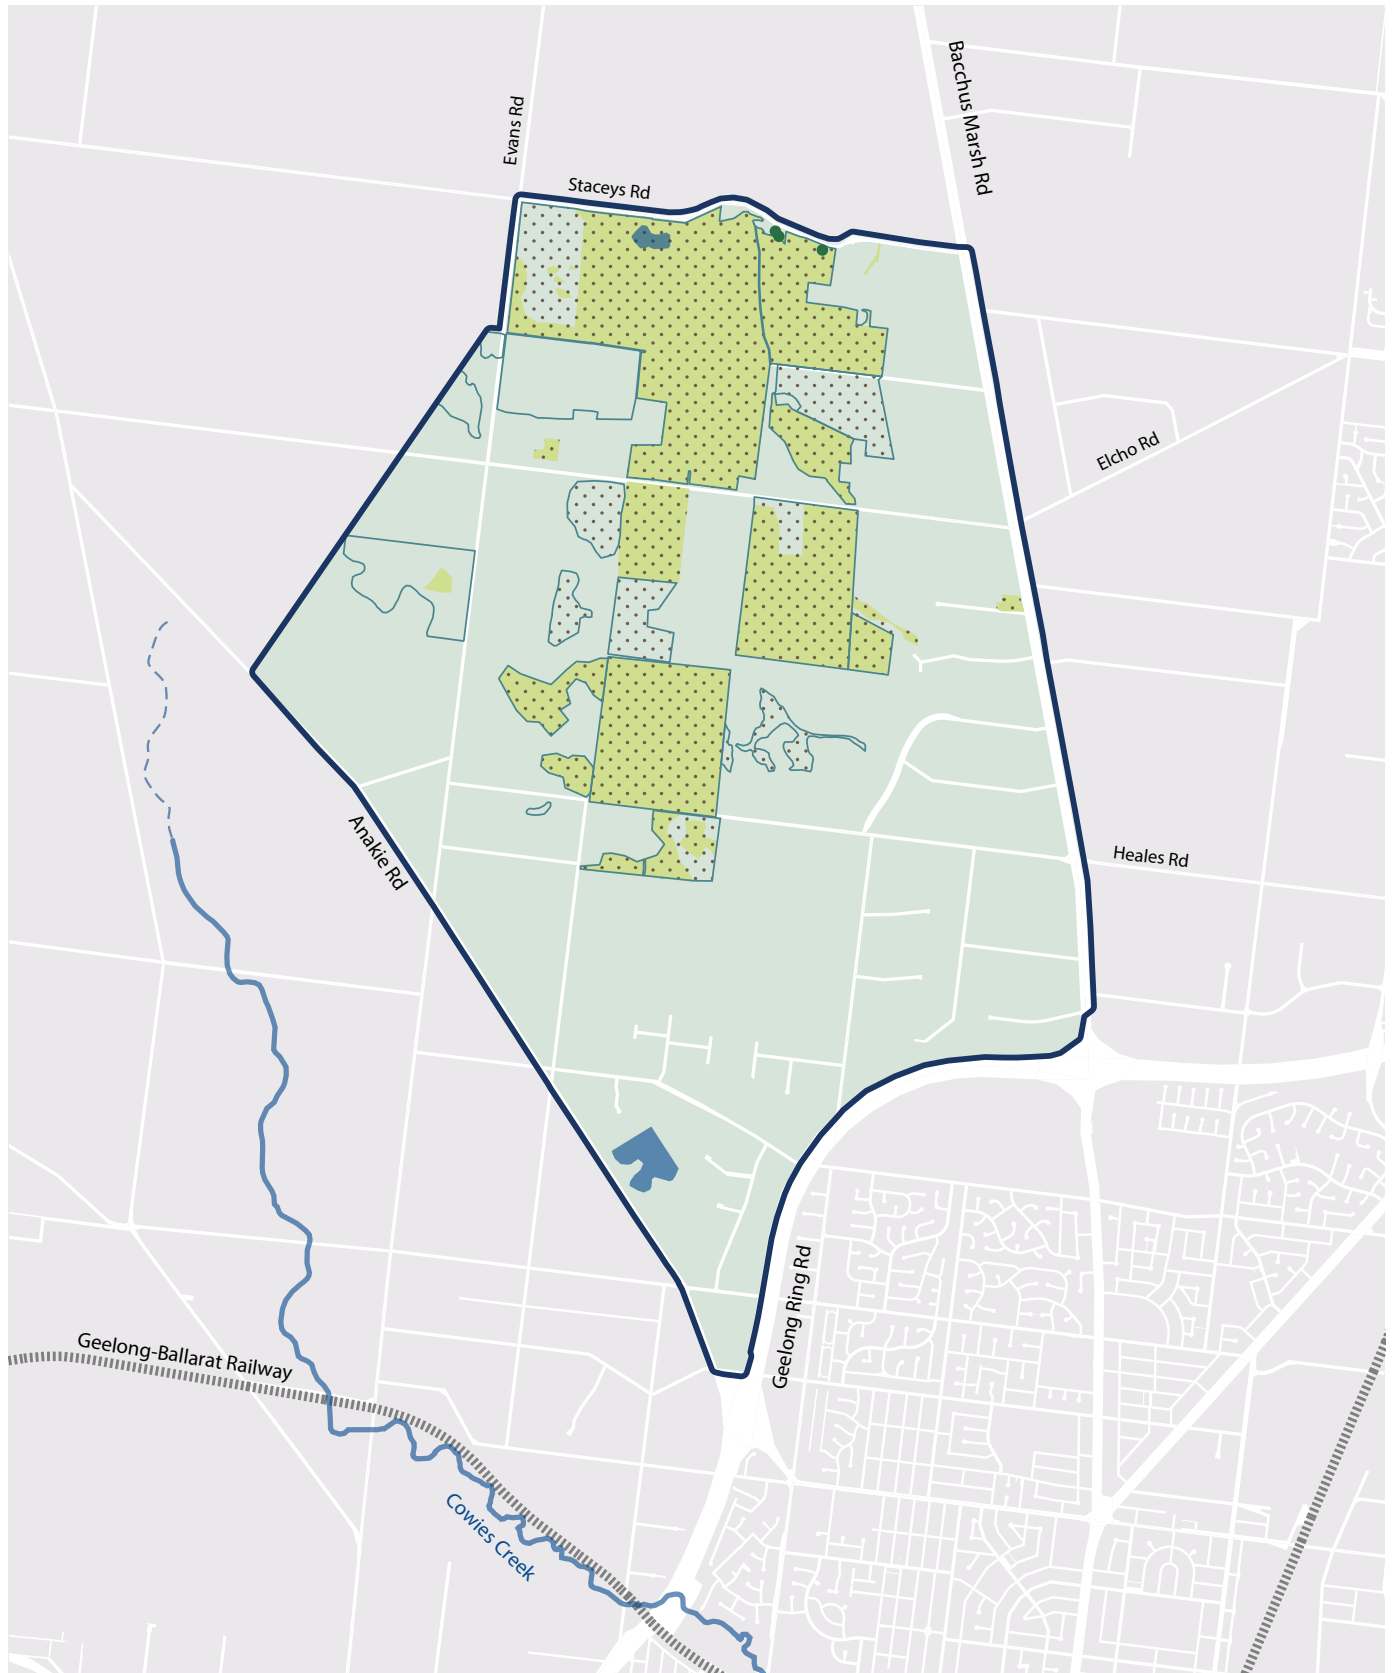 Bacchus Marsh Rd
Evans Rd
Staceys Rd
Elcho Rd
Anakie Rd
Heales Rd
Geelong Ring Rd
Geelong-Ballarat Railway
Cowies Creek